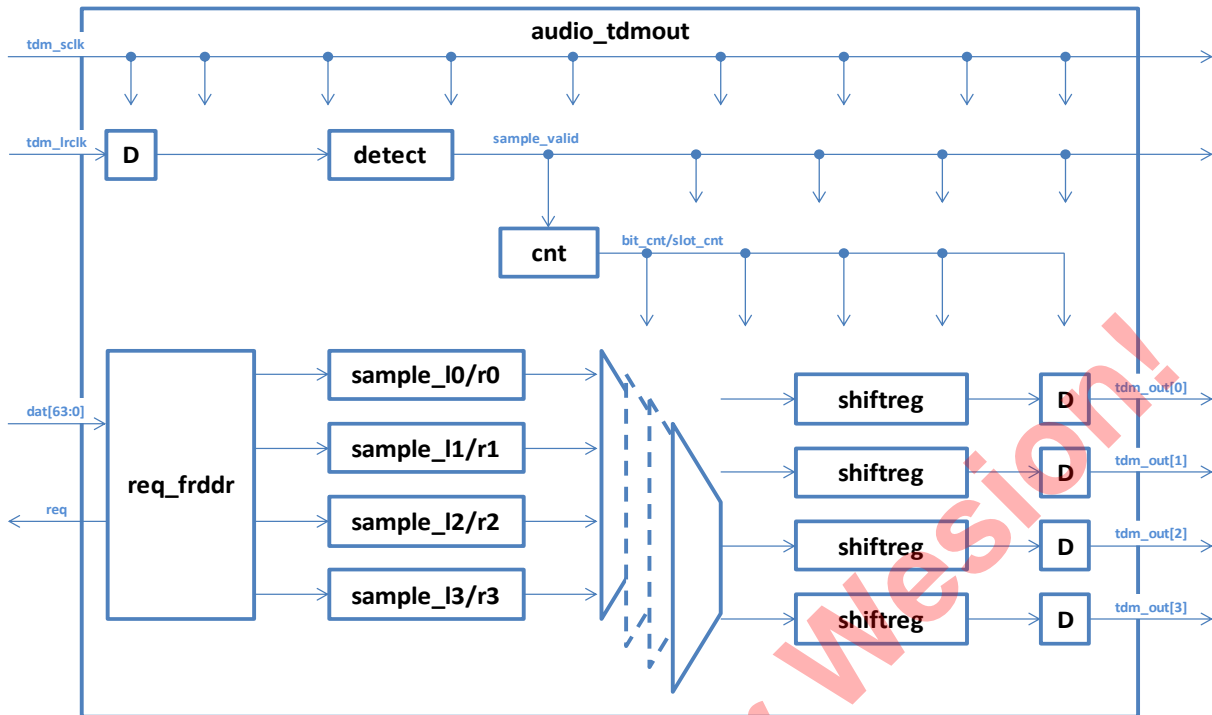 audio_tdmout
tdm_sclk
tdm_lrclk
D
detect
sample_valid
cnt
bit_cnt/slot_cnt
dat[63:0]
req
req_frddr
sample_l0/r0
sample_l1/r1
sample_l2/r2
sample_l3/r3
shiftreg
D
tdm_out[0]
shiftreg
D
tdm_out[1]
shiftreg
D
tdm_out[2]
shiftreg
D
tdm_out[3]
Wesion!